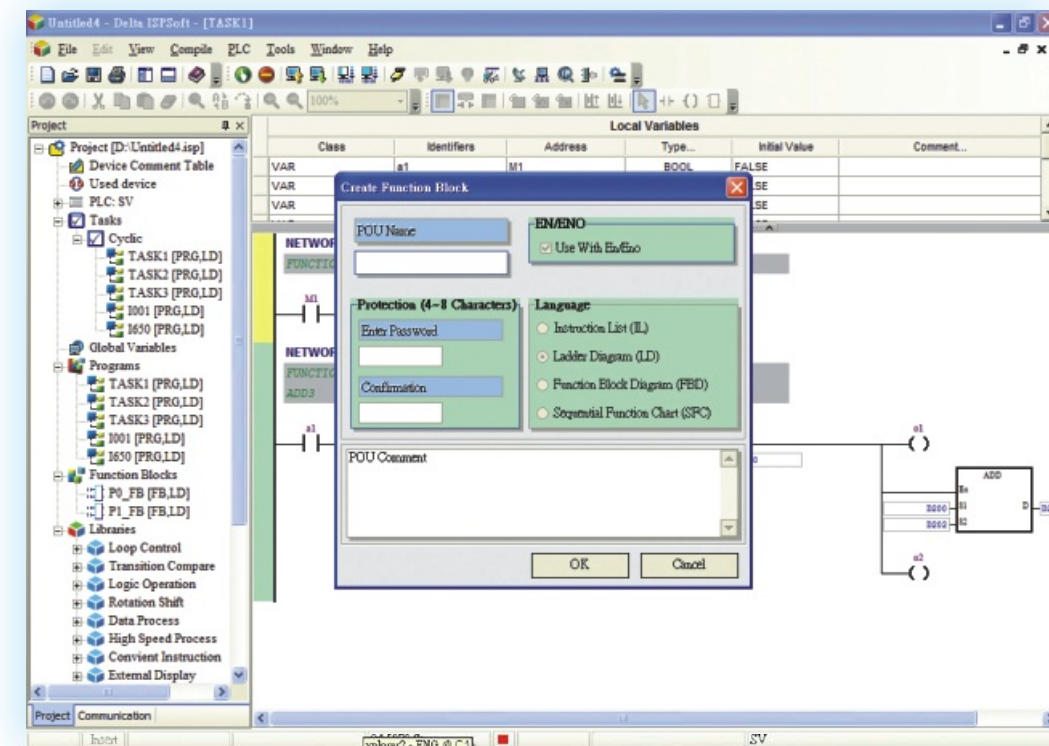 Untitled4 - Delta ISPSoft - [TASK1]
File Edit View Compile PLC Tools Window Help
100%
Project
Project [D:\Untitled4.isp]
Device Comment Table
Used device
PLC: SV
Tasks
Cyclic
TASK1 [PRG,LD]
TASK2 [PRG,LD]
TASK3 [PRG,LD]
I001 [PRG,LD]
I650 [PRG,LD]
Global Variables
Programs
TASK1 [PRG,LD]
TASK2 [PRG,LD]
TASK3 [PRG,LD]
I001 [PRG,LD]
I650 [PRG,LD]
Function Blocks
P0_FB [FB,LD]
P1_FB [FB,LD]
Libraries
Loop Control
Transition Compare
Logic Operation
Rotation Shift
Data Process
High Speed Process
Convient Instruction
External Display
Project Communication
Local Variables
Class Identifiers Address Type... Initial Value Comment...
VAR a1 M1 BOOL FALSE
VAR
VAR
NETWOR
FUNCTIO
M1
NETWOR
FUNCTIO
ADD3
a1
Create Function Block
POU Name
EN/ENO
Use With En/Eno
Protection (4~8 Characters)
Enter Password
Confirmation
Language
Instruction List (IL)
Ladder Diagram (LD)
Function Block Diagram (FBD)
Sequential Function Chart (SFC)
POU Comment
OK Cancel
o1
ADD
En
D200 S1 D
D202 S2
o2
Insert
SV